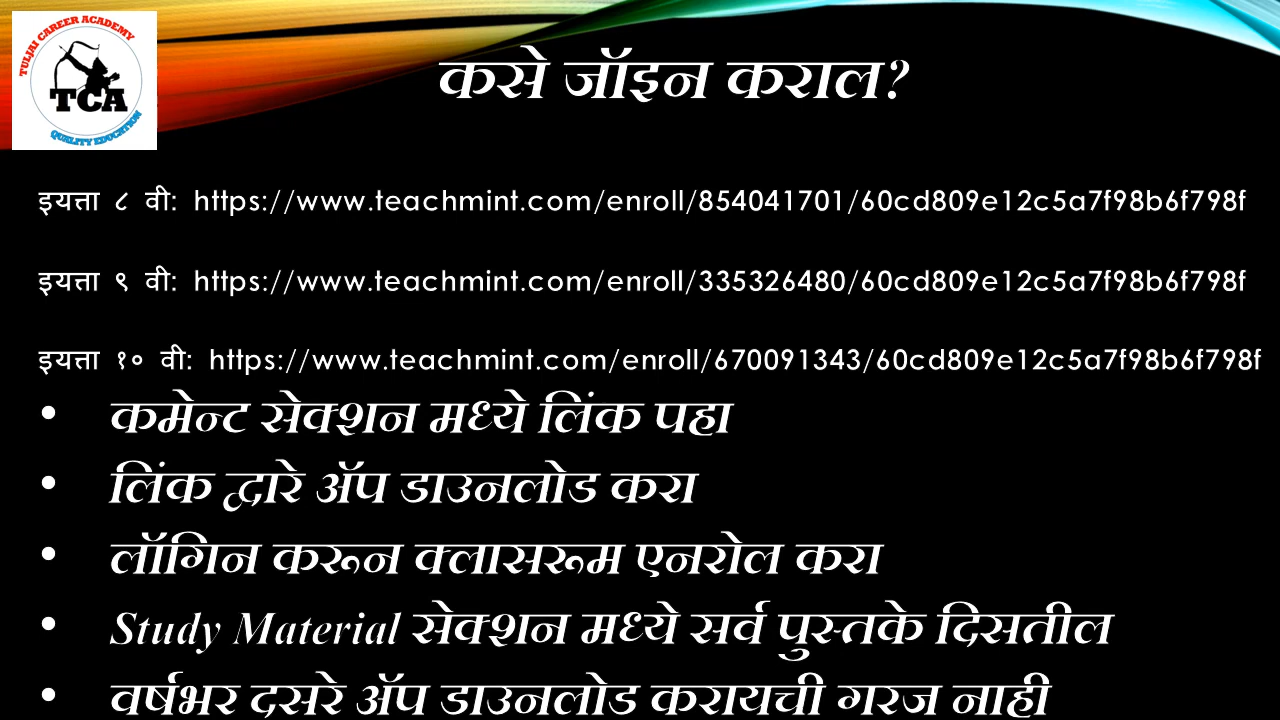 TULJAI CAREER ACADEMY
TCA
QUALITY EDUCATION
कसे जॉइन कराल?
इयत्ता ८ वी: https://www.teachmint.com/enroll/854041701/60cd809e12c5a7f98b6f798f
इयत्ता ९ वी: https://www.teachmint.com/enroll/335326480/60cd809e12c5a7f98b6f798f
इयत्ता १० वी: https://www.teachmint.com/enroll/670091343/60cd809e12c5a7f98b6f798f
• कमेन्ट सेक्शन मध्ये लिंक पहा
• लिंक द्वारे ॲप डाउनलोड करा
• लॉगिन करून क्लासरूम एनरोल करा
• Study Material सेक्शन मध्ये सर्व पुस्तके दिसतील
• वर्षभर दुसरे ॲप डाउनलोड करायची गरज नाही